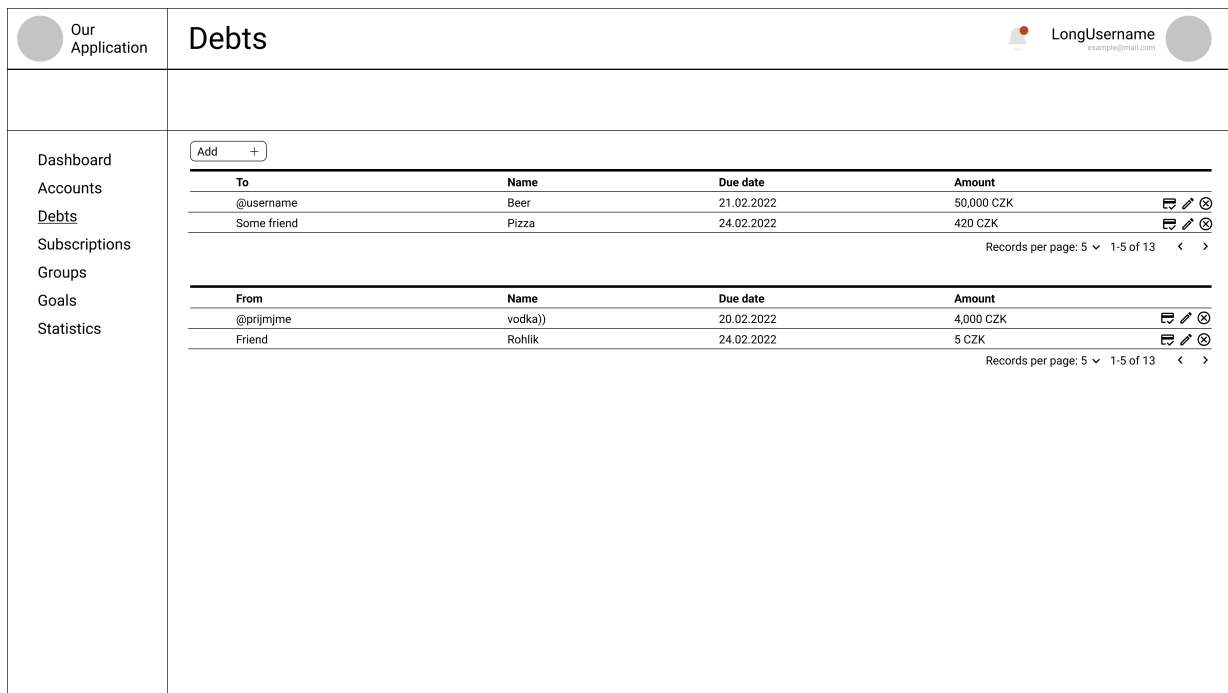 Our
Application
Debts
LongUsername
example@mail.com
Dashboard
Accounts
Debts
Subscriptions
Groups
Goals
Statistics
Add +
To Name Due date Amount
@username Beer 21.02.2022 50,000 CZK
Some friend Pizza 24.02.2022 420 CZK
Records per page: 5 1-5 of 13
From Name Due date Amount
@prijmjme vodka)) 20.02.2022 4,000 CZK
Friend Rohlik 24.02.2022 5 CZK
Records per page: 5 1-5 of 13